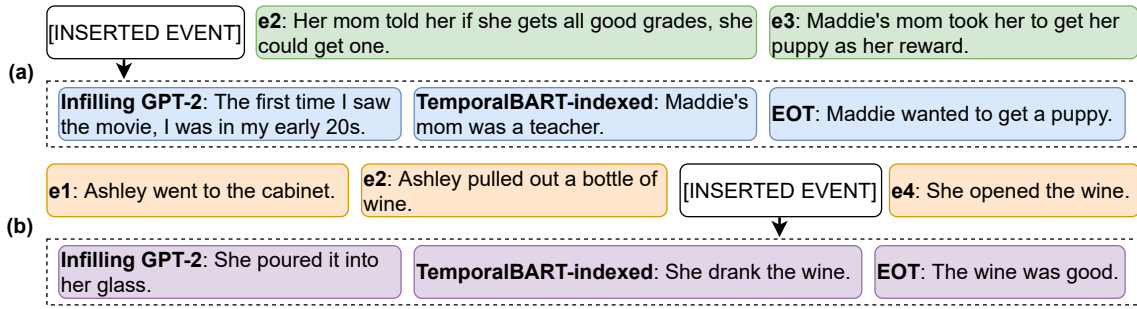 [INSERTED EVENT]
e2: Her mom told her if she gets all good grades, she
could get one.
e3: Maddie's mom took her to get her
puppy as her reward.
(a)
Infilling GPT-2: The first time I saw
the movie, I was in my early 20s.
TemporalBART-indexed: Maddie's
mom was a teacher.
EOT: Maddie wanted to get a puppy.
e1: Ashley went to the cabinet.
e2: Ashley pulled out a bottle of
wine.
[INSERTED EVENT]
e4: She opened the wine.
(b)
Infilling GPT-2: She poured it into
her glass.
TemporalBART-indexed: She drank the wine.
EOT: The wine was good.